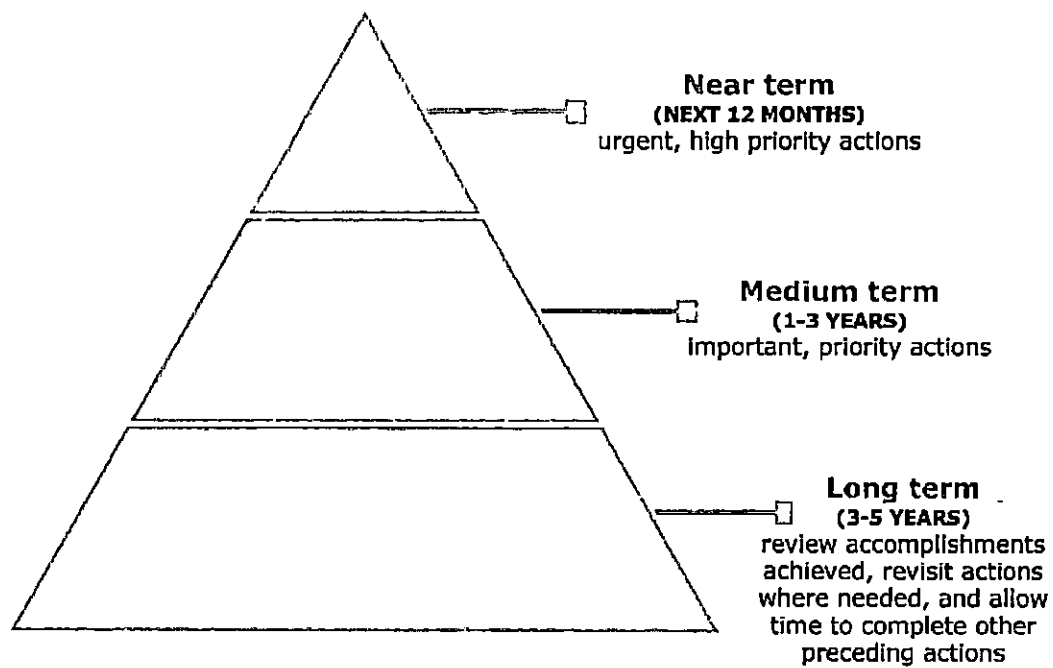 Near term
(NEXT 12 MONTHS)
urgent, high priority actions
Medium term
(1-3 YEARS)
important, priority actions
Long term
(3-5 YEARS)
review accomplishments
achieved, revisit actions
where needed, and allow
time to complete other
preceding actions